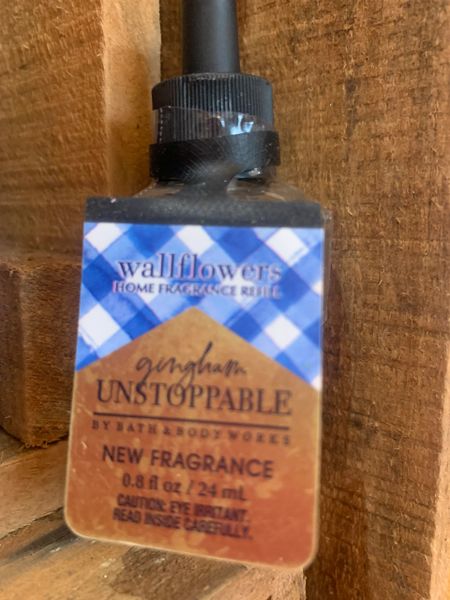 wallflowers
HOME FRAGRANCE REFILL
gingham
UNSTOPPABLE
BY BATH & BODY WORKS
NEW FRAGRANCE
0.8 fl oz / 24 mL
CAUTION: EYE IRRITANT.
READ INSIDE CAREFULLY.